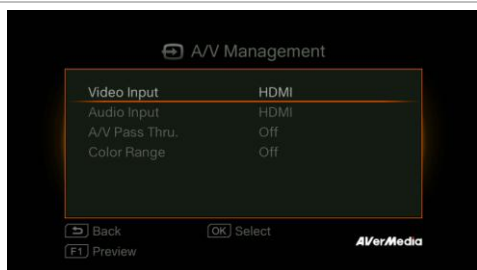 A/V Management
Video Input HDMI
Audio Input HDMI
A/V Pass Thru. Off
Color Range Off
Back OK Select
F1 Preview
AVerMedia